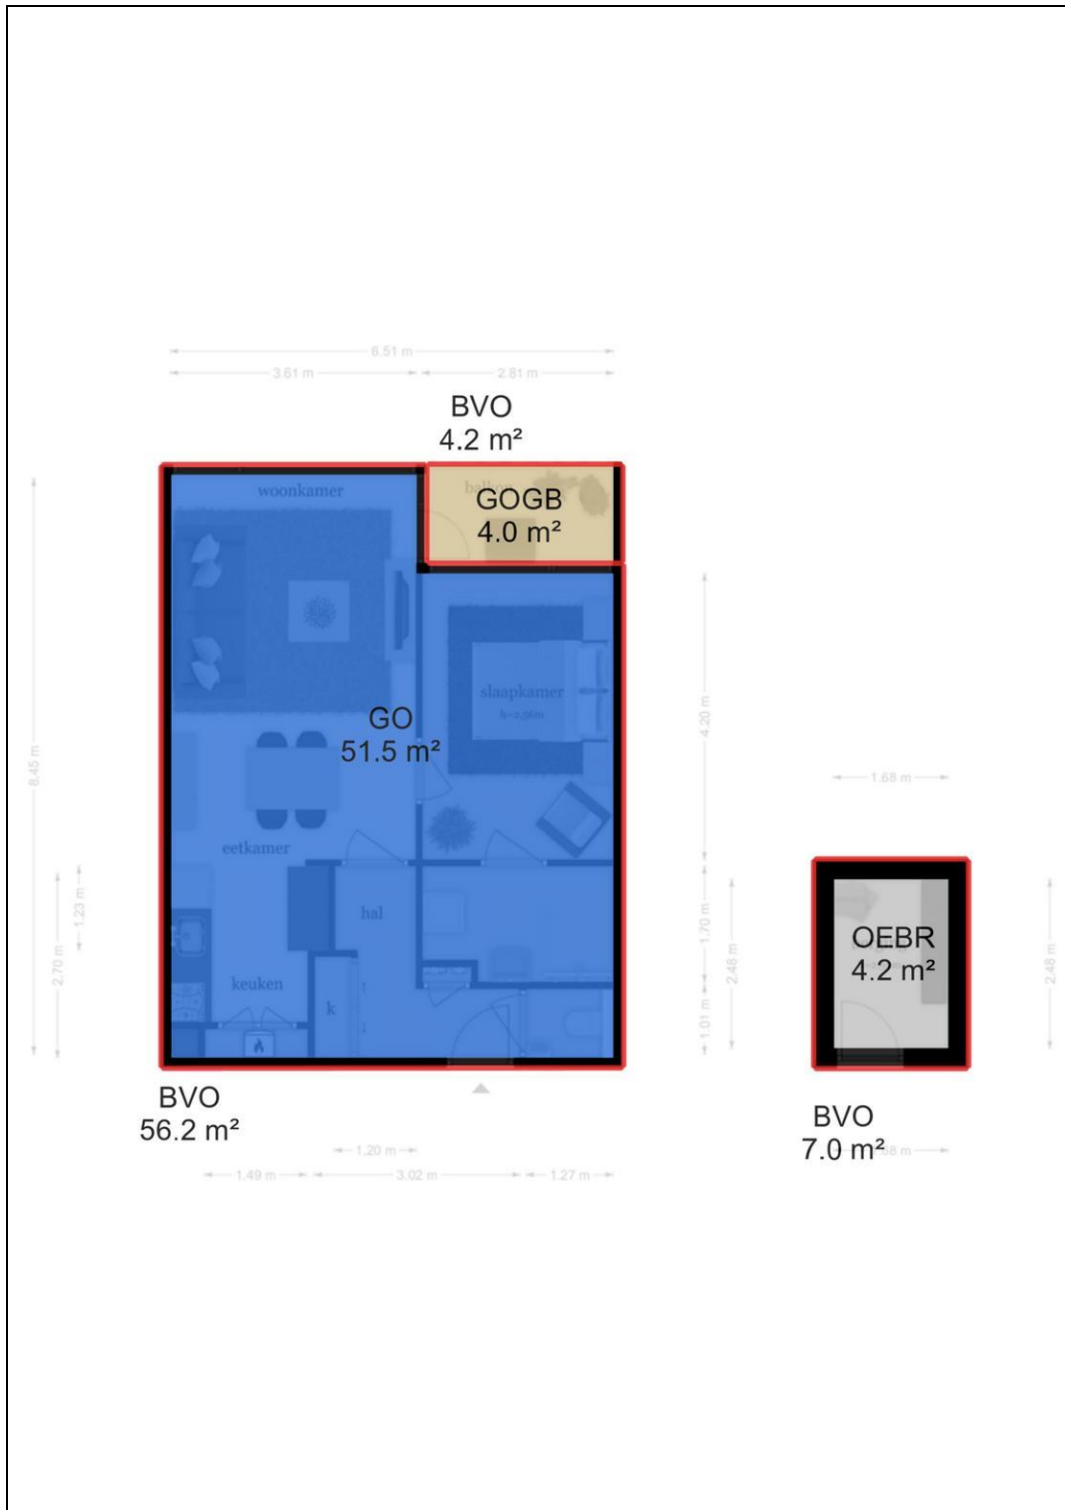 6.51 m
3.61 m
2.81 m
BVO
4.2 m²
woonkamer
balkon
GOGB
4.0 m²
slaapkamer
h=2,56m
GO
51.5 m²
4.20 m
8.45 m
1.68 m
eetkamer
1.23 m
hal
1.70 m
2.48 m
OEBR
4.2 m²
2.48 m
2.70 m
keuken
k
1.01 m
BVO
56.2 m²
BVO
7.0 m²
1.20 m
1.49 m
3.02 m
1.27 m